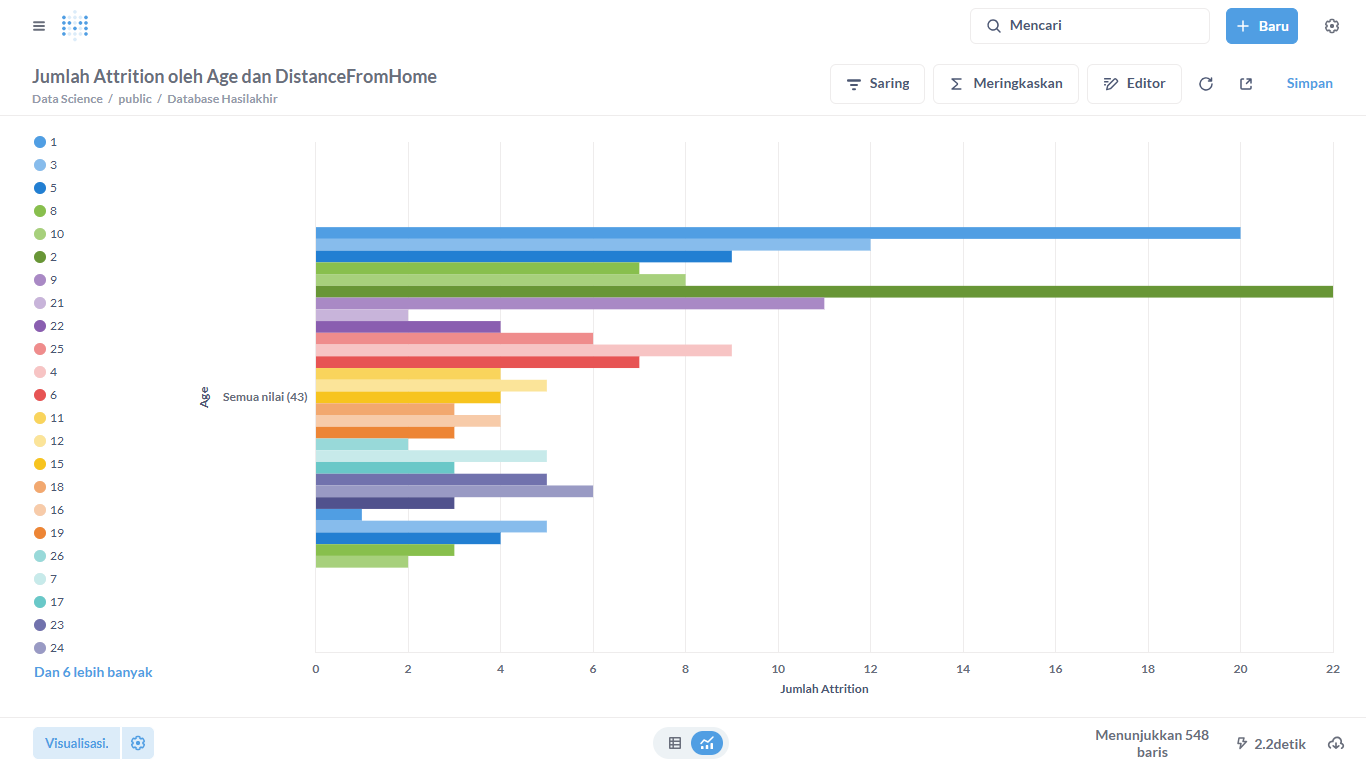 Mencari
Baru
Jumlah Attrition oleh Age dan DistanceFromHome
Data Science / public / Database Hasilakhir
Saring
Meringkaskan
Editor
Simpan
1
3
5
8
10
2
9
21
22
25
4
6
11
12
15
18
16
19
26
7
17
23
24
Dan 6 lebih banyak
Age
Semua nilai (43)
0 2 4 6 8 10 12 14 16 18 20 22
Jumlah Attrition
Visualisasi.
Menunjukkan 548
baris
2.2detik